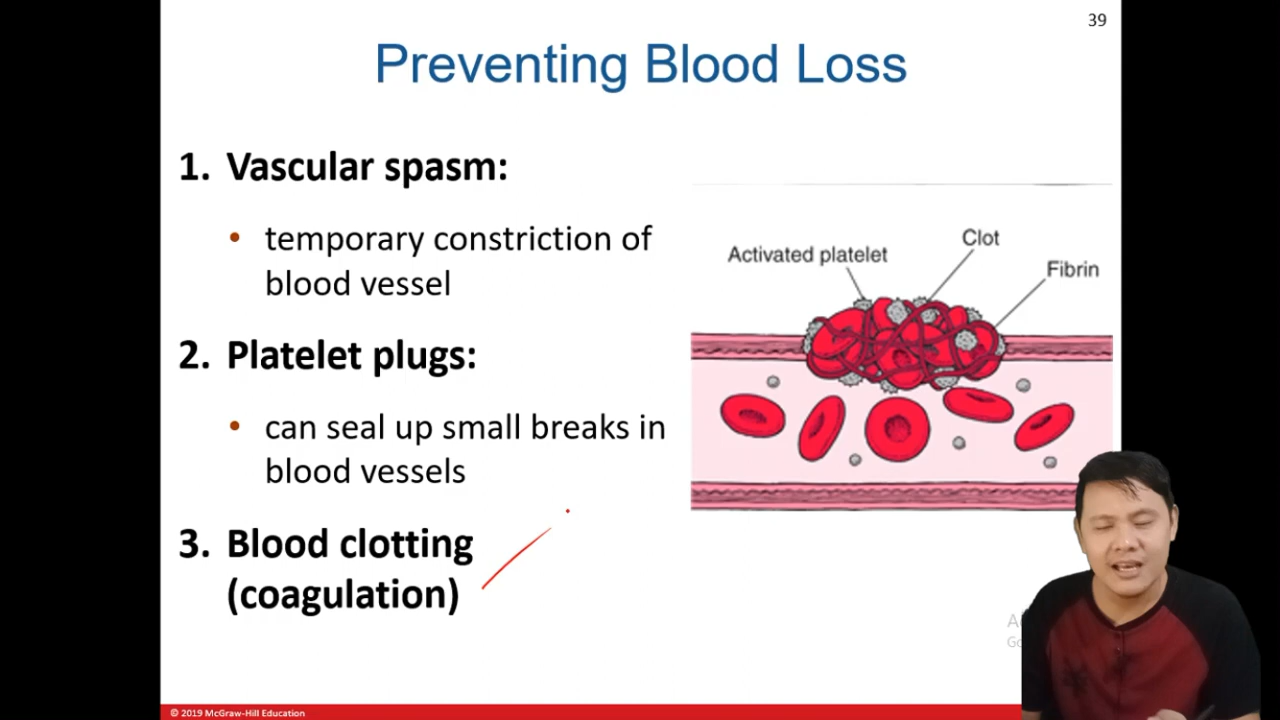 39
Preventing Blood Loss
1. Vascular spasm:
• temporary constriction of
blood vessel
2. Platelet plugs:
• can seal up small breaks in
blood vessels
3. Blood clotting
(coagulation)
Activated platelet
Clot
Fibrin
© 2019 McGraw-Hill Education